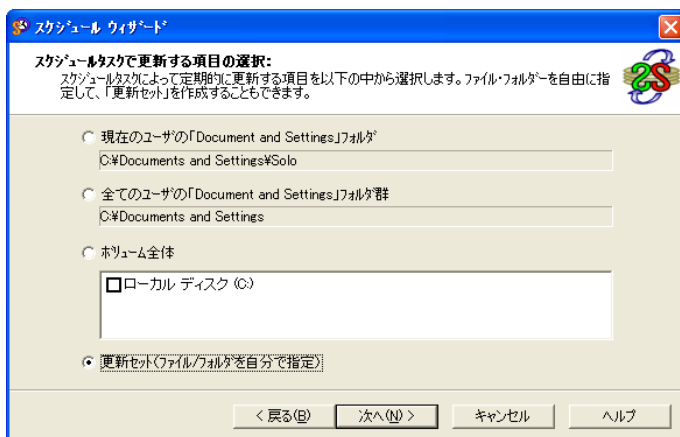 スケジュール ウィザード
スケジュールタスクで更新する項目の選択:
スケジュールタスクによって定期的に更新する項目を以下の中から選択します。ファイル・フォルダーを自由に指
定して、「更新セット」を作成することもできます。
2S
現在のユーザの「Document and Settings」フォルダ
C:¥Documents and Settings¥Solo
全てのユーザの「Document and Settings」フォルダ群
C:¥Documents and Settings
ボリューム全体
ローカル ディスク (C:)
更新セット(ファイル/フォルダを自分で指定)
< 戻る(B) 次へ(N) > キャンセル ヘルプ